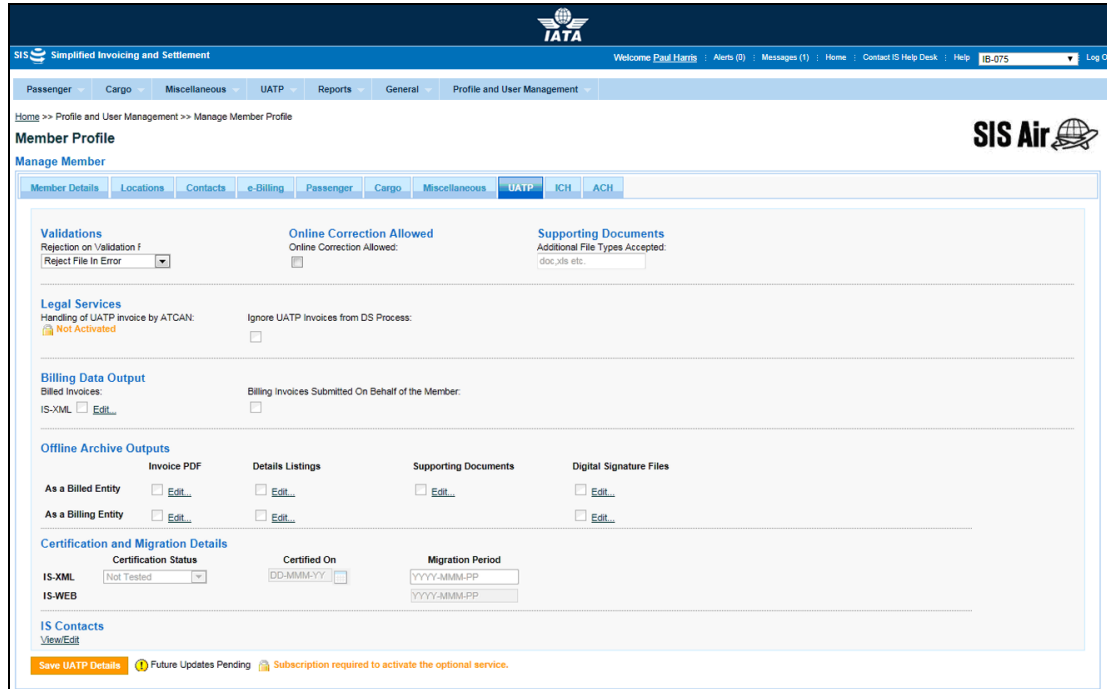 IATA
SIS Simplified Invoicing and Settlement Welcome Paul Harris : Alerts (0) : Messages (1) : Home : Contact IS Help Desk : Help IB-075 Log O
Passenger Cargo Miscellaneous UATP Reports General Profile and User Management
Home >> Profile and User Management >> Manage Member Profile
Member Profile
SIS Air
Manage Member
Member Details Locations Contacts e-Billing Passenger Cargo Miscellaneous UATP ICH ACH
Validations Online Correction Allowed Supporting Documents
Rejection on Validation F Online Correction Allowed: Additional File Types Accepted:
Reject File In Error doc,xls etc.
Legal Services
Handling of UATP invoice by ATCAN: Ignore UATP Invoices from DS Process:
Not Activated
Billing Data Output
Billed Invoices: Billing Invoices Submitted On Behalf of the Member:
IS-XML Edit...
Offline Archive Outputs
Invoice PDF Details Listings Supporting Documents Digital Signature Files
As a Billed Entity Edit... Edit... Edit... Edit...
As a Billing Entity Edit... Edit... Edit...
Certification and Migration Details
Certification Status Certified On Migration Period
IS-XML Not Tested DD-MMM-YY YYYY-MMM-PP
IS-WEB YYYY-MMM-PP
IS Contacts
View/Edit
Save UATP Details Future Updates Pending Subscription required to activate the optional service.